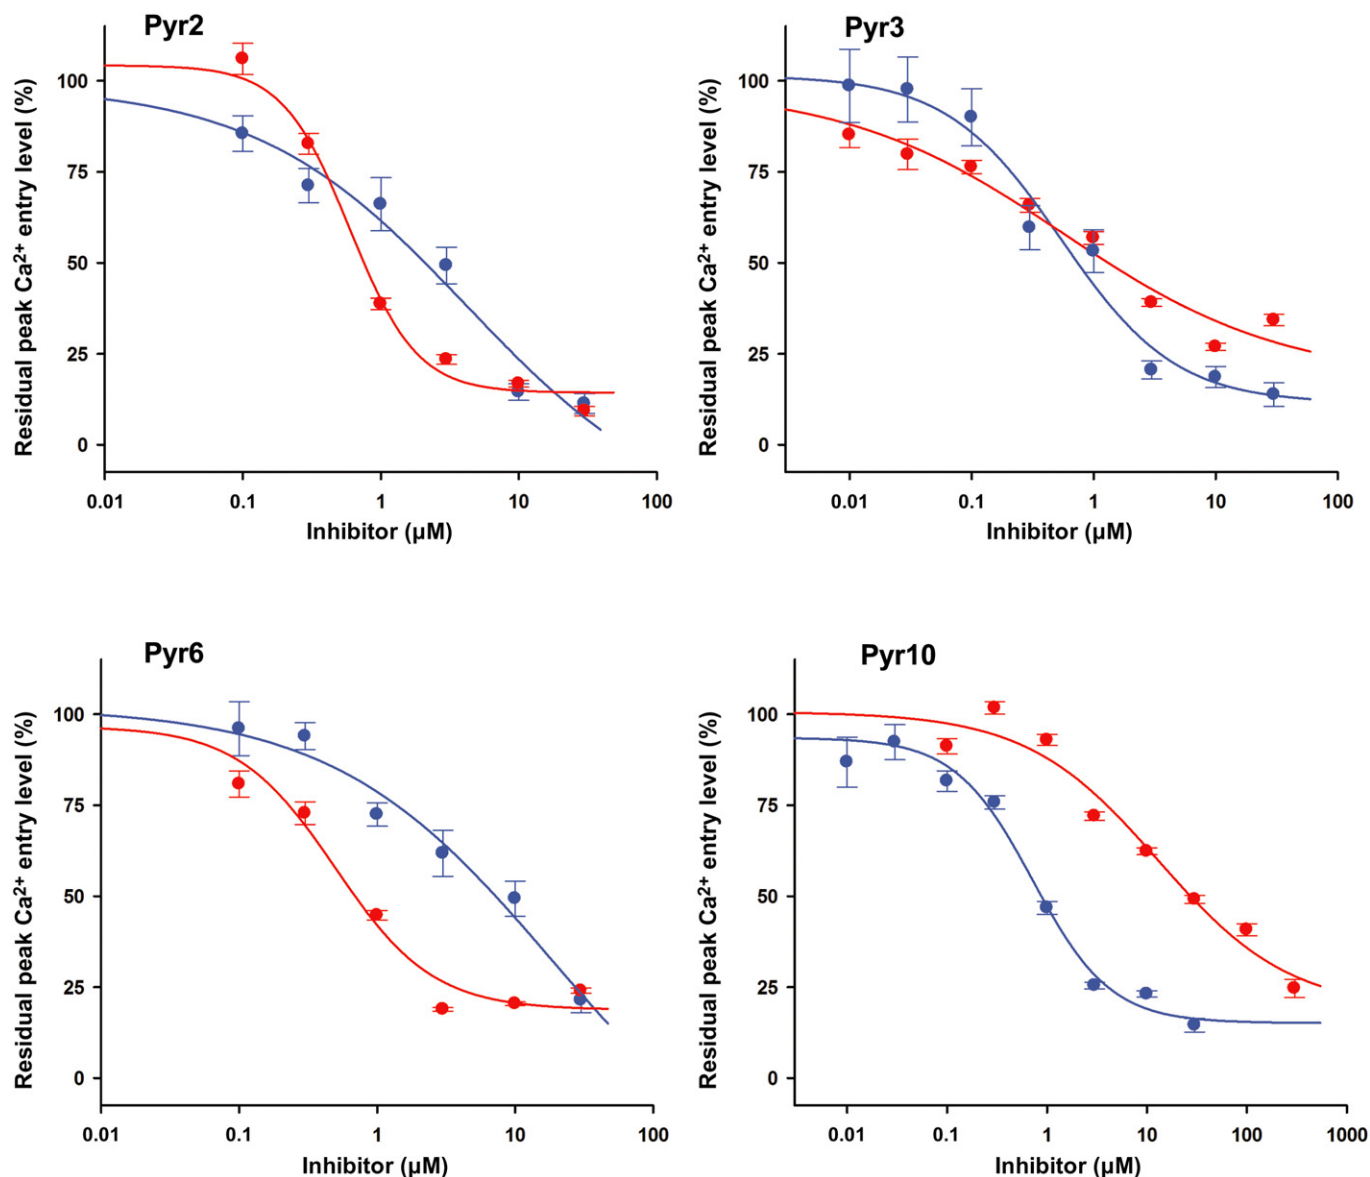 Pyr2
Residual peak Ca²⁺ entry level (%)
100
75
50
25
0
0.01 0.1 1 10 100
Inhibitor (µM)
Pyr3
Residual peak Ca²⁺ entry level (%)
100
75
50
25
0
0.01 0.1 1 10 100
Inhibitor (µM)
Pyr6
Residual peak Ca²⁺ entry level (%)
100
75
50
25
0
0.01 0.1 1 10 100
Inhibitor (µM)
Pyr10
Residual peak Ca²⁺ entry level (%)
100
75
50
25
0
0.01 0.1 1 10 100 1000
Inhibitor (µM)